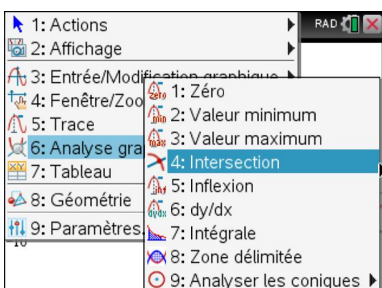 1: Actions
RAD
2: Affichage
3: Entrée/Modification graphique
4: Fenêtre/Zoo
5: Trace
6: Analyse gra
7: Tableau
8: Géométrie
9: Paramètres
-10
1: Zéro
2: Valeur minimum
3: Valeur maximum
4: Intersection
5: Inflexion
6: dy/dx
7: Intégrale
8: Zone délimitée
9: Analyser les coniques